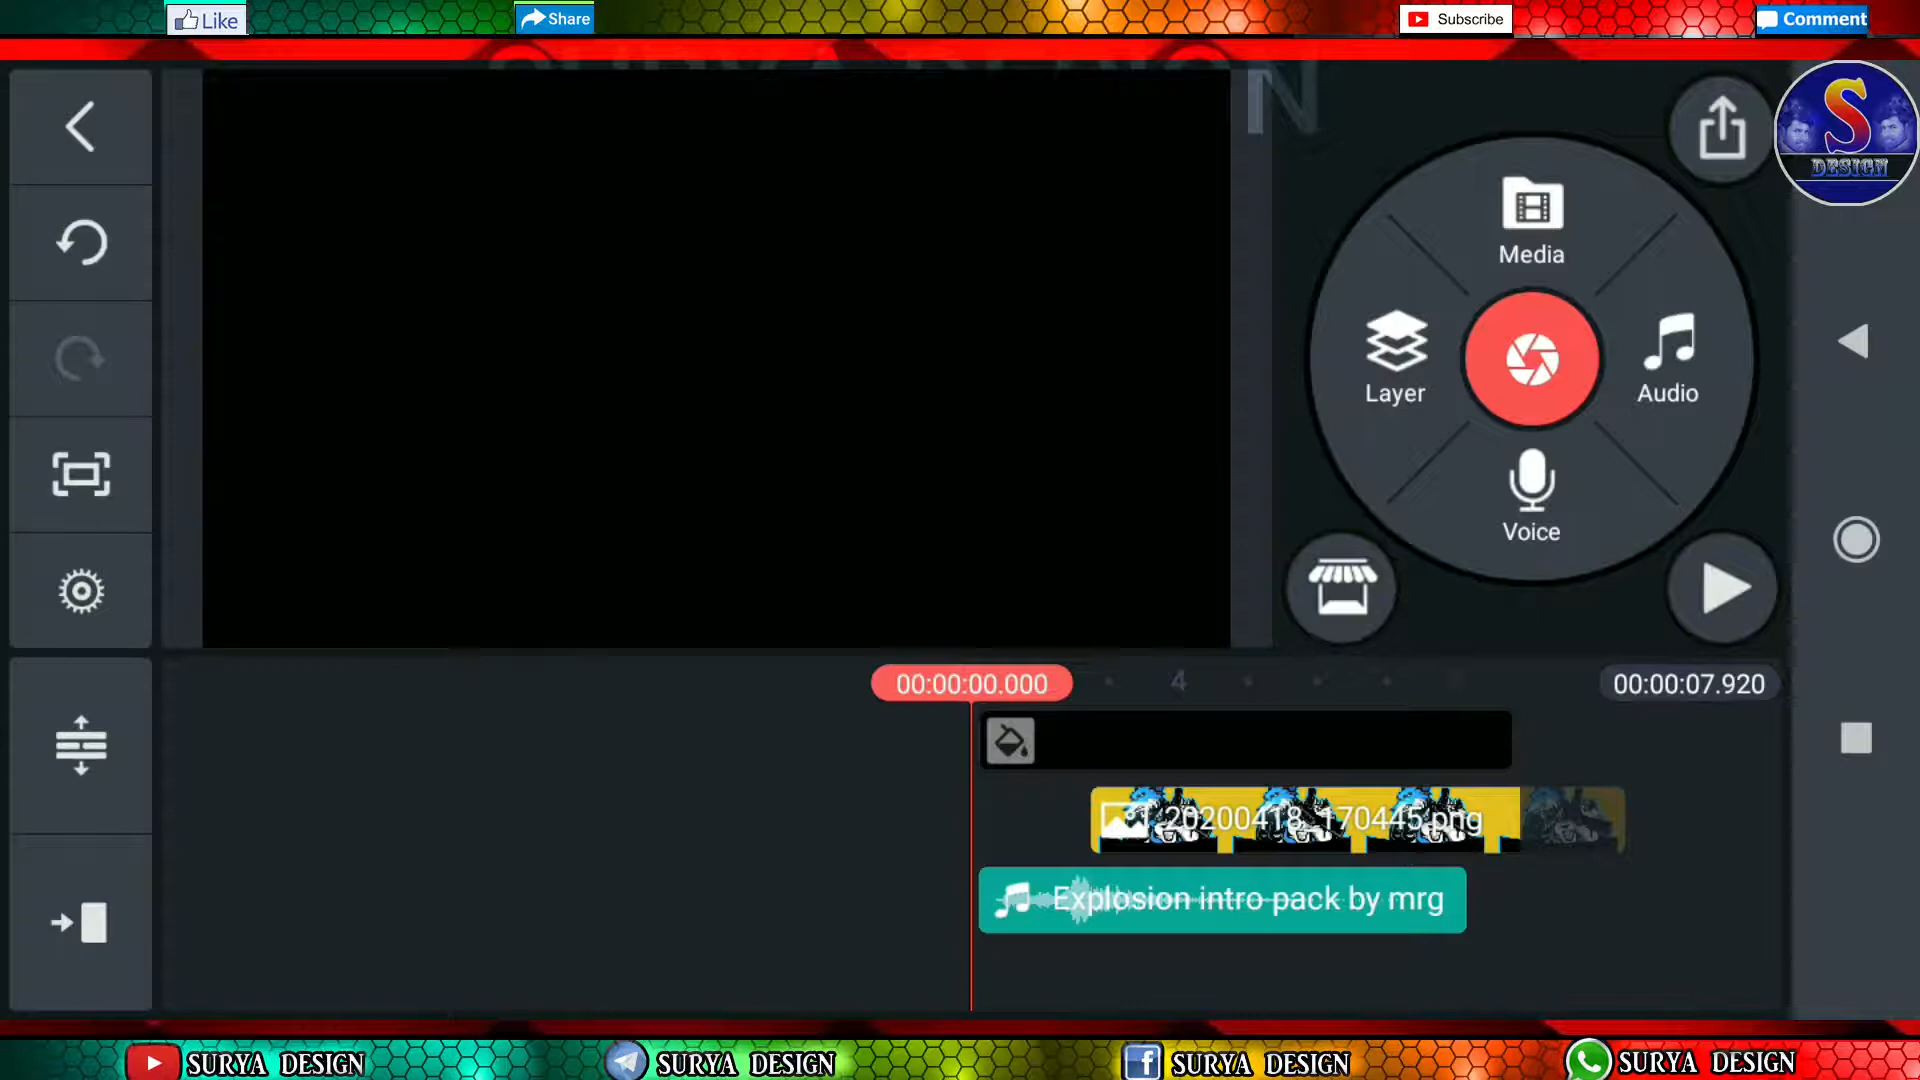 Like
Share
Subscribe
Comment
S
DESIGN
Media
Layer
Audio
Voice
00:00:00.000
4
00:00:07.920
20200418_170445.png
Explosion intro pack by mrg
SURYA DESIGN
SURYA DESIGN
SURYA DESIGN
SURYA DESIGN